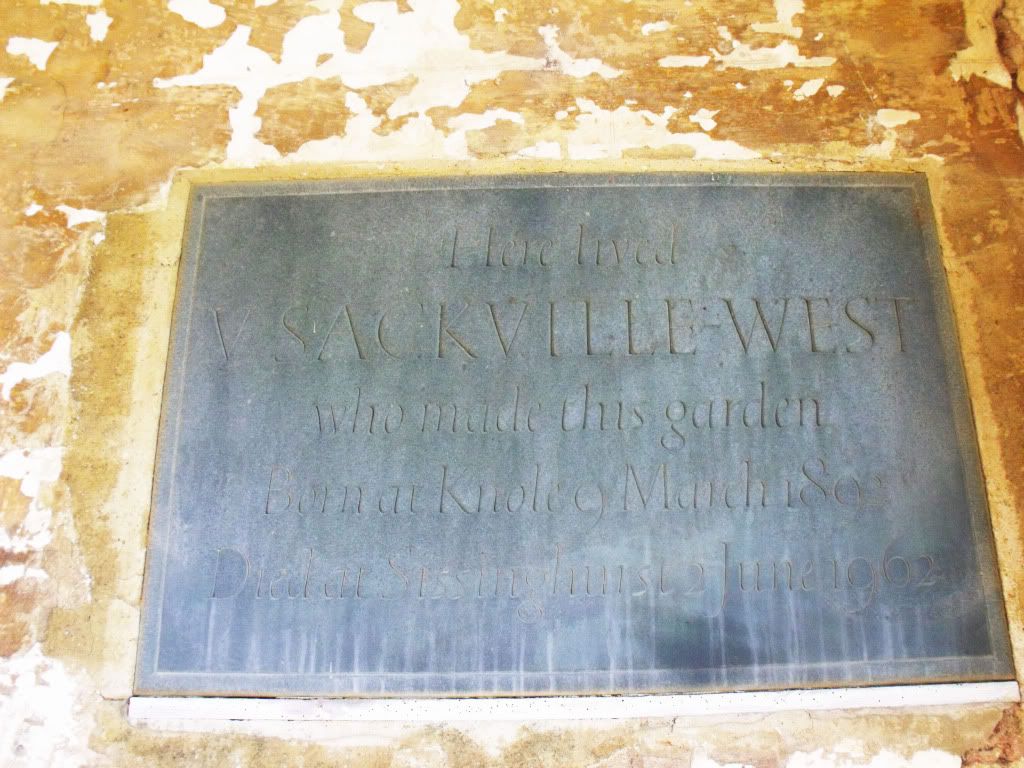 Here lived
V. SACKVILLE-WEST
who made this garden
Born at Knole 9 March 1892
Died at Sissinghurst 2 June 1962